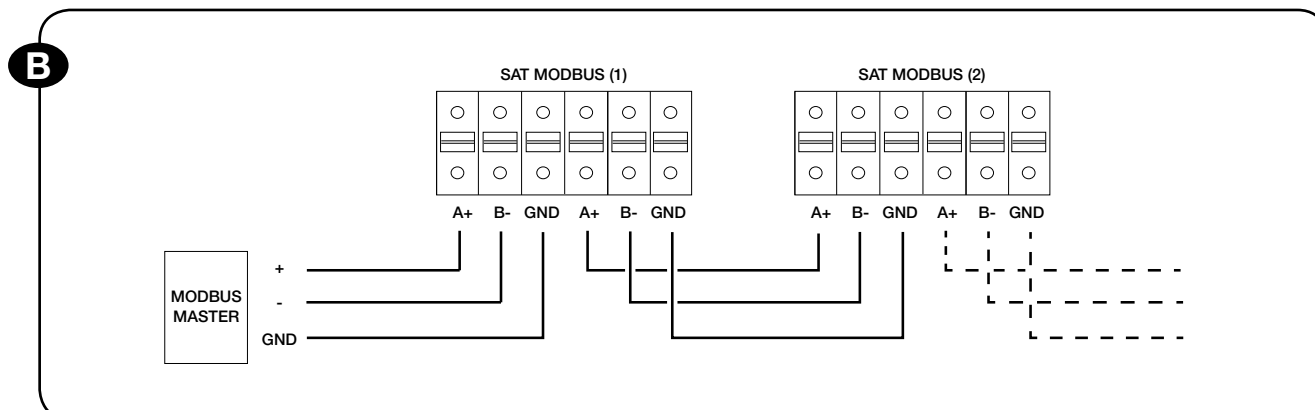 B
SAT MODBUS (1) SAT MODBUS (2)
A+ B- GND A+ B- GND A+ B- GND A+ B- GND
+
MODBUS
MASTER
-
GND